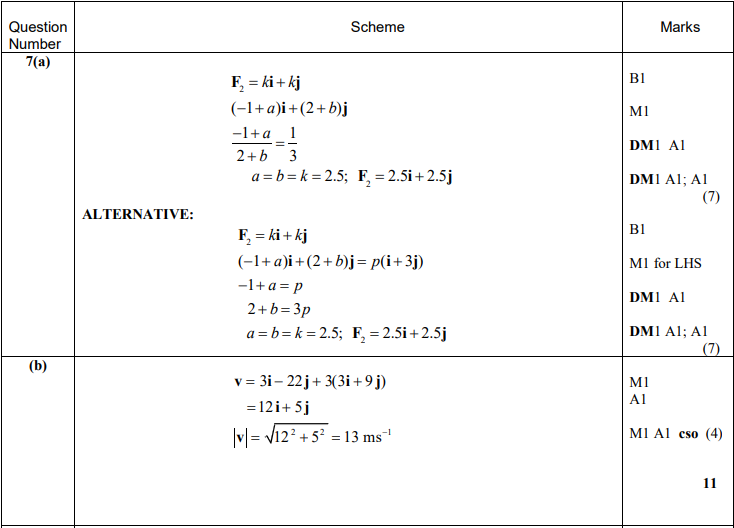 Question Number Scheme Marks
7(a)
F₂ = ki + kj B1
(−1+a)i + (2+b)j M1
(−1+a)/(2+b) = 1/3 DM1 A1
a = b = k = 2.5; F₂ = 2.5i + 2.5j DM1 A1; A1
(7)
ALTERNATIVE:
F₂ = ki + kj B1
(−1+a)i + (2+b)j = p(i+3j) M1 for LHS
−1+a = p DM1 A1
2+b = 3p
a = b = k = 2.5; F₂ = 2.5i + 2.5j DM1 A1; A1
(7)
(b)
v = 3i − 22j + 3(3i + 9j) M1
= 12i + 5j A1
|v| = √(12² + 5²) = 13 ms⁻¹ M1 A1 cso (4)
11